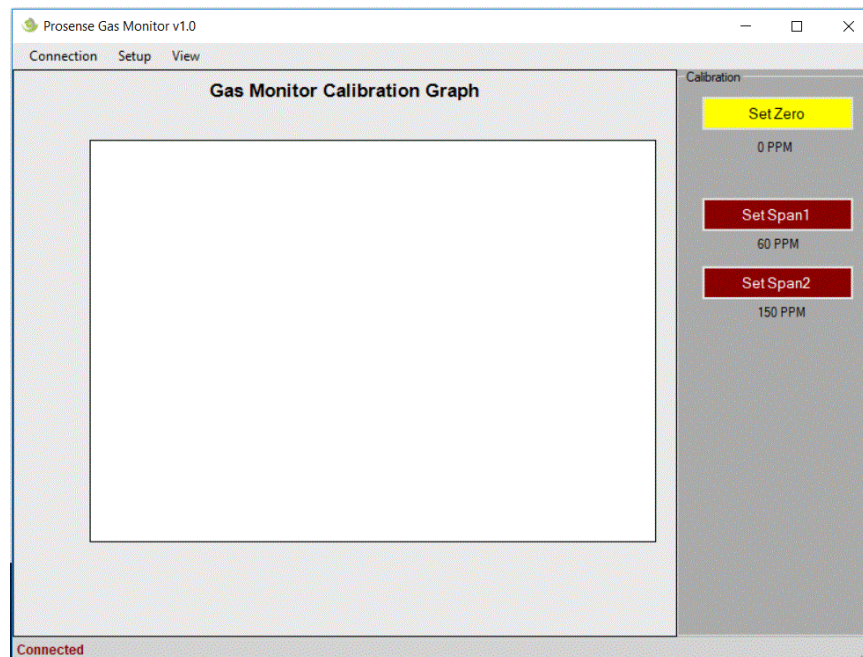 Prosense Gas Monitor v1.0
Connection Setup View
Gas Monitor Calibration Graph
Calibration
Set Zero
0 PPM
Set Span1
60 PPM
Set Span2
150 PPM
Connected